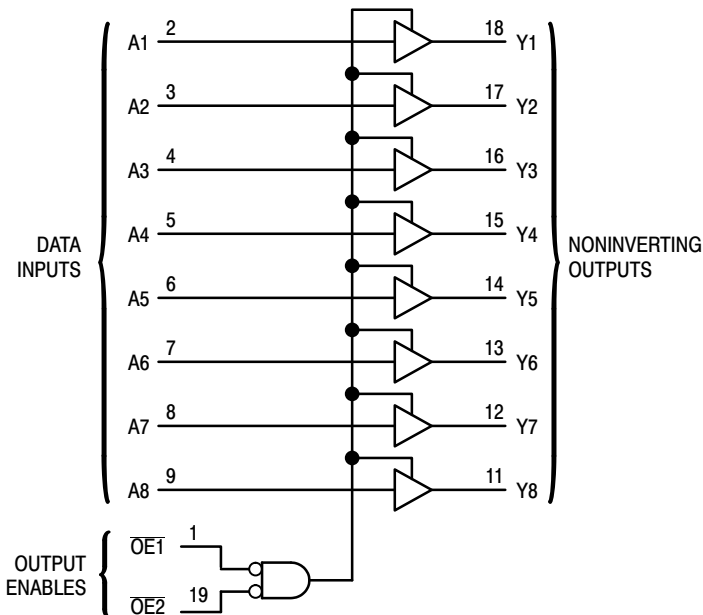 A1 2 18 Y1
A2 3 17 Y2
A3 4 16 Y3
A4 5 15 Y4
DATA
INPUTS
NONINVERTING
OUTPUTS
A5 6 14 Y5
A6 7 13 Y6
A7 8 12 Y7
A8 9 11 Y8
OUTPUT
ENABLES
O̅E̅1̅ 1
O̅E̅2̅ 19